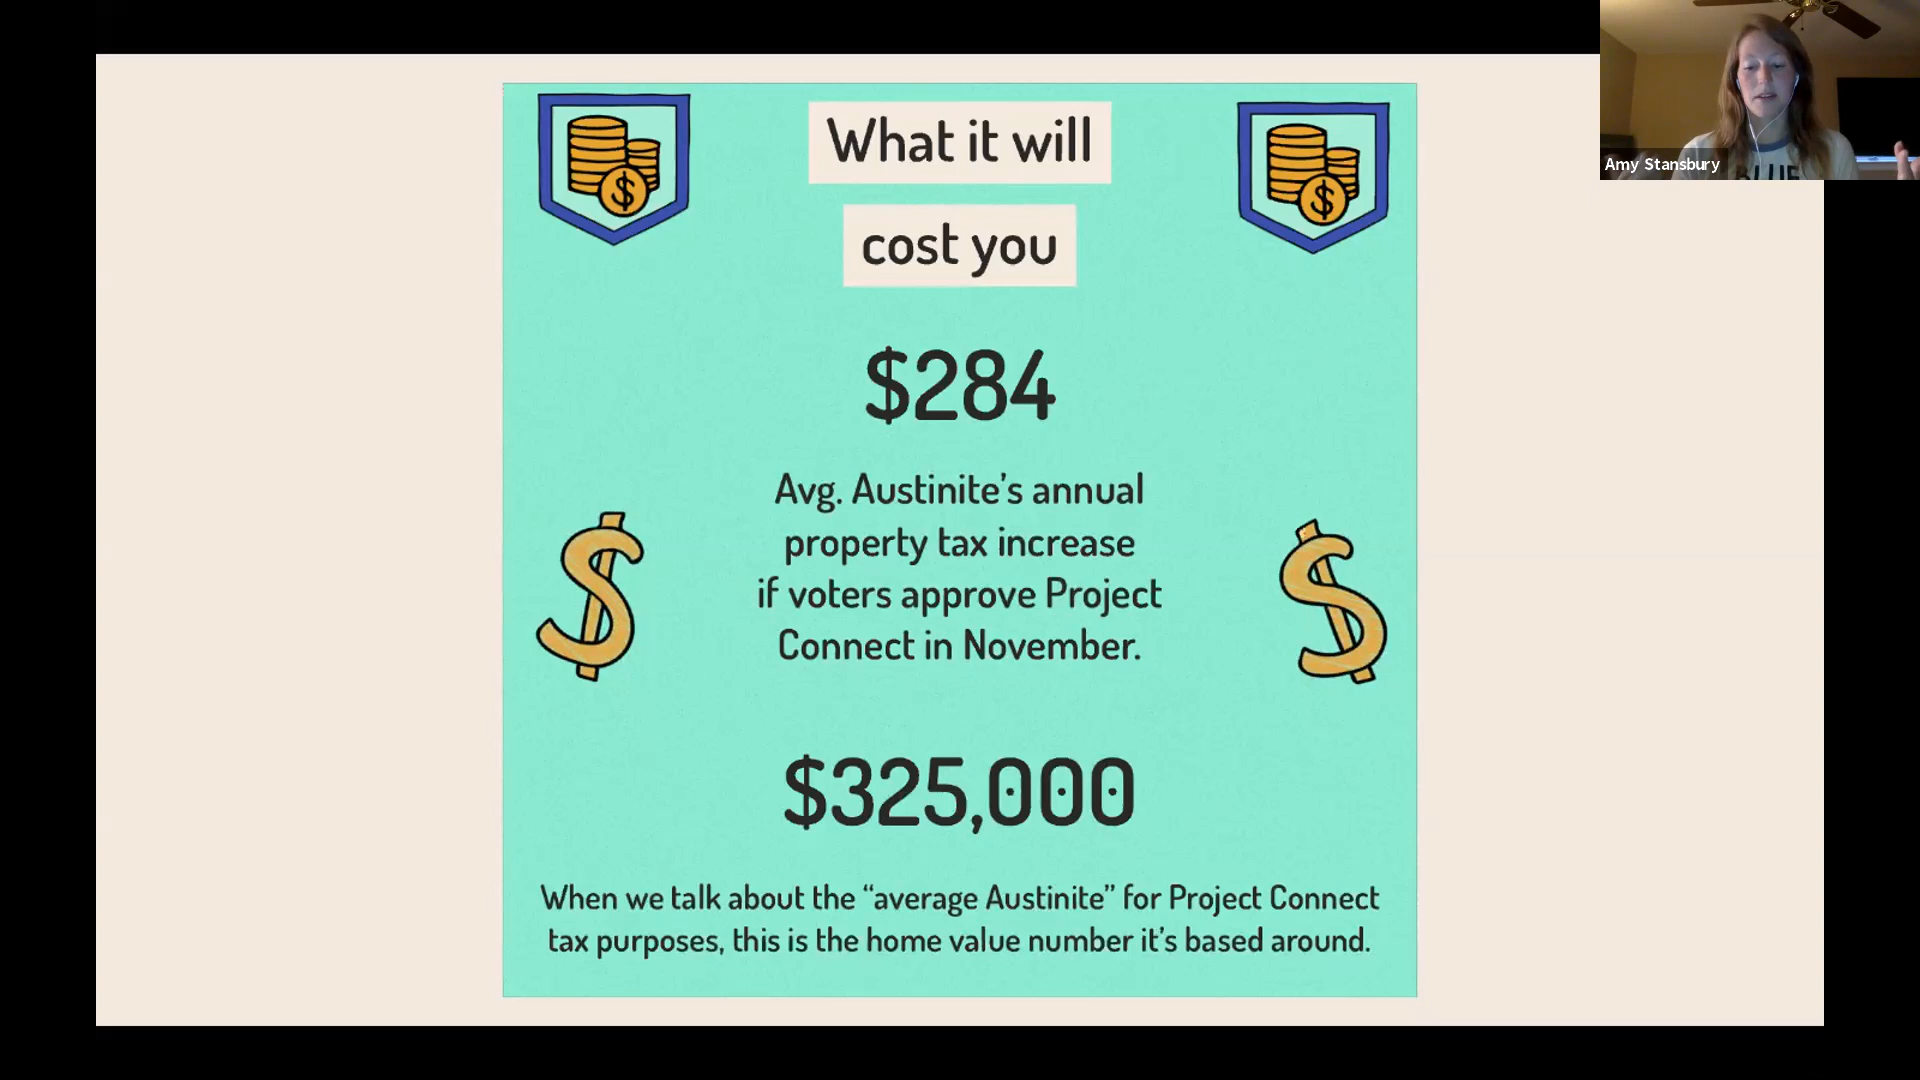 What it will
cost you
$284
Avg. Austinite’s annual
property tax increase
if voters approve Project
Connect in November.
$325,000
When we talk about the “average Austinite” for Project Connect
tax purposes, this is the home value number it’s based around.
Amy Stansbury
$
$
$
$